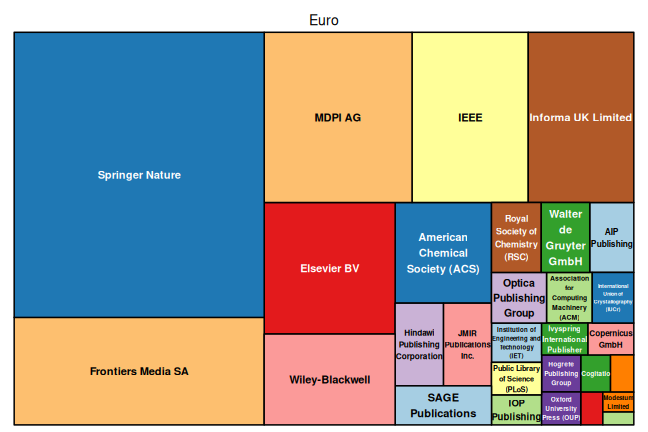 Euro
Springer Nature
Frontiers Media SA
MDPI AG
IEEE
Informa UK Limited
Elsevier BV
Wiley-Blackwell
American
Chemical
Society (ACS)
Hindawi
Publishing
Corporation
JMIR
Publications
Inc.
SAGE
Publications
Royal
Society of
Chemistry
(RSC)
Walter
de
Gruyter
GmbH
AIP
Publishing
Optica
Publishing
Group
Association
for
Computing
Machinery
(ACM)
International
Union of
Crystallography
(IUCr)
Institution of
Engineering and
Technology
(IET)
Ivyspring
International
Publisher
Copernicus
GmbH
Public Library
of Science
(PLoS)
IOP
Publishing
Hogrefe
Publishing
Group
Cogitatio
Oxford
University
Press (OUP)
Modestum
Limited